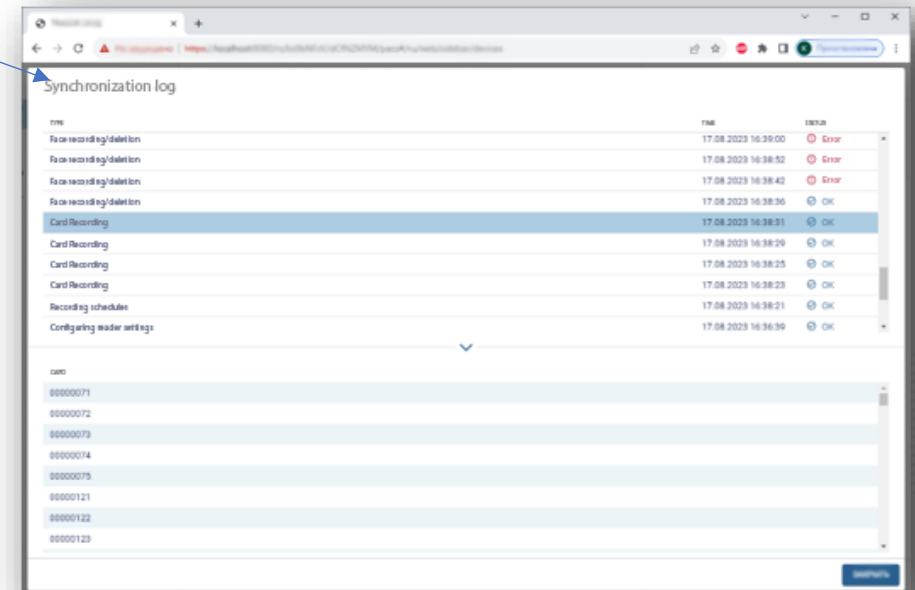 Synchronization log
TYPE TIME STATUS
Face recording/deletion 17.08.2023 16:39:00 Error
Face recording/deletion 17.08.2023 16:38:52 Error
Face recording/deletion 17.08.2023 16:38:42 Error
Face recording/deletion 17.08.2023 16:38:36 OK
Card Recording 17.08.2023 16:38:31 OK
Card Recording 17.08.2023 16:38:29 OK
Card Recording 17.08.2023 16:38:25 OK
Card Recording 17.08.2023 16:38:23 OK
Recording schedules 17.08.2023 16:38:21 OK
Configuring reader settings 17.08.2023 16:36:39 OK
CARD
00000071
00000072
00000073
00000074
00000075
00000121
00000122
00000123
ЗАКРЫТЬ